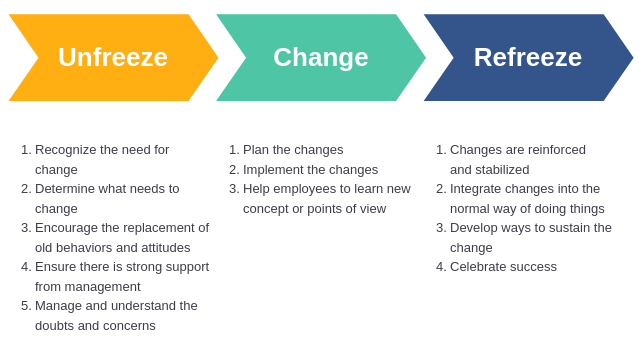 Unfreeze
Change
Refreeze
1. Recognize the need for
change
2. Determine what needs to
change
3. Encourage the replacement of
old behaviors and attitudes
4. Ensure there is strong support
from management
5. Manage and understand the
doubts and concerns
1. Plan the changes
2. Implement the changes
3. Help employees to learn new
concept or points of view
1. Changes are reinforced
and stabilized
2. Integrate changes into the
normal way of doing things
3. Develop ways to sustain the
change
4. Celebrate success